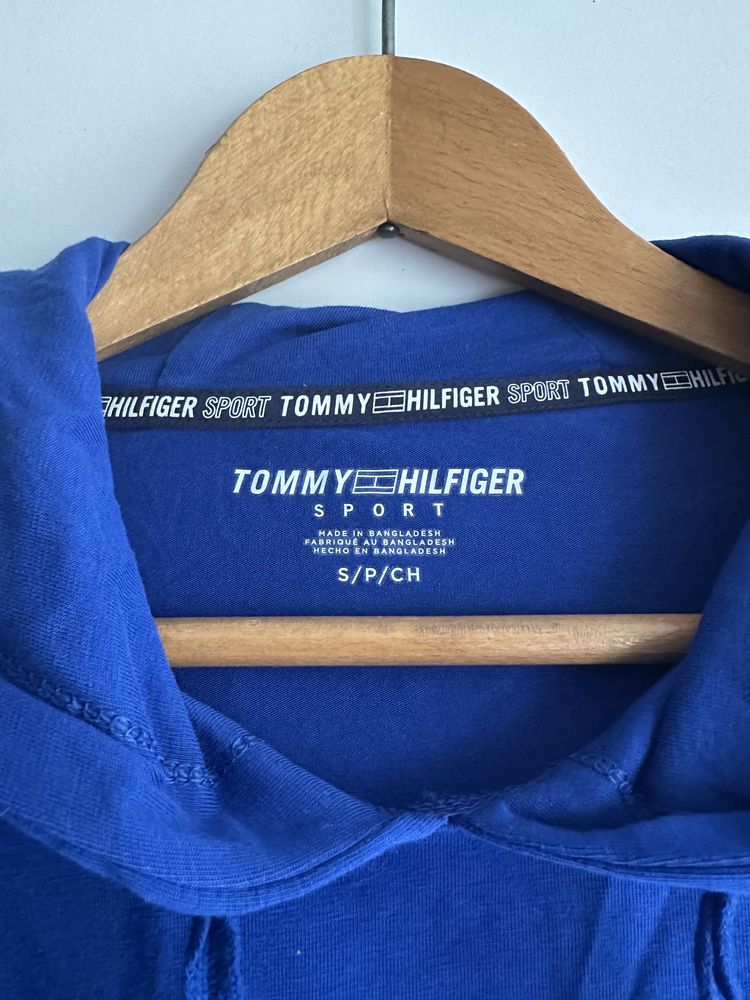 HILFIGER SPORT TOMMY HILFIGER SPORT TOMMY HILFIG
TOMMY HILFIGER
SPORT
MADE IN BANGLADESH
FABRIQUÉ AU BANGLADESH
HECHO EN BANGLADESH
S/P/CH